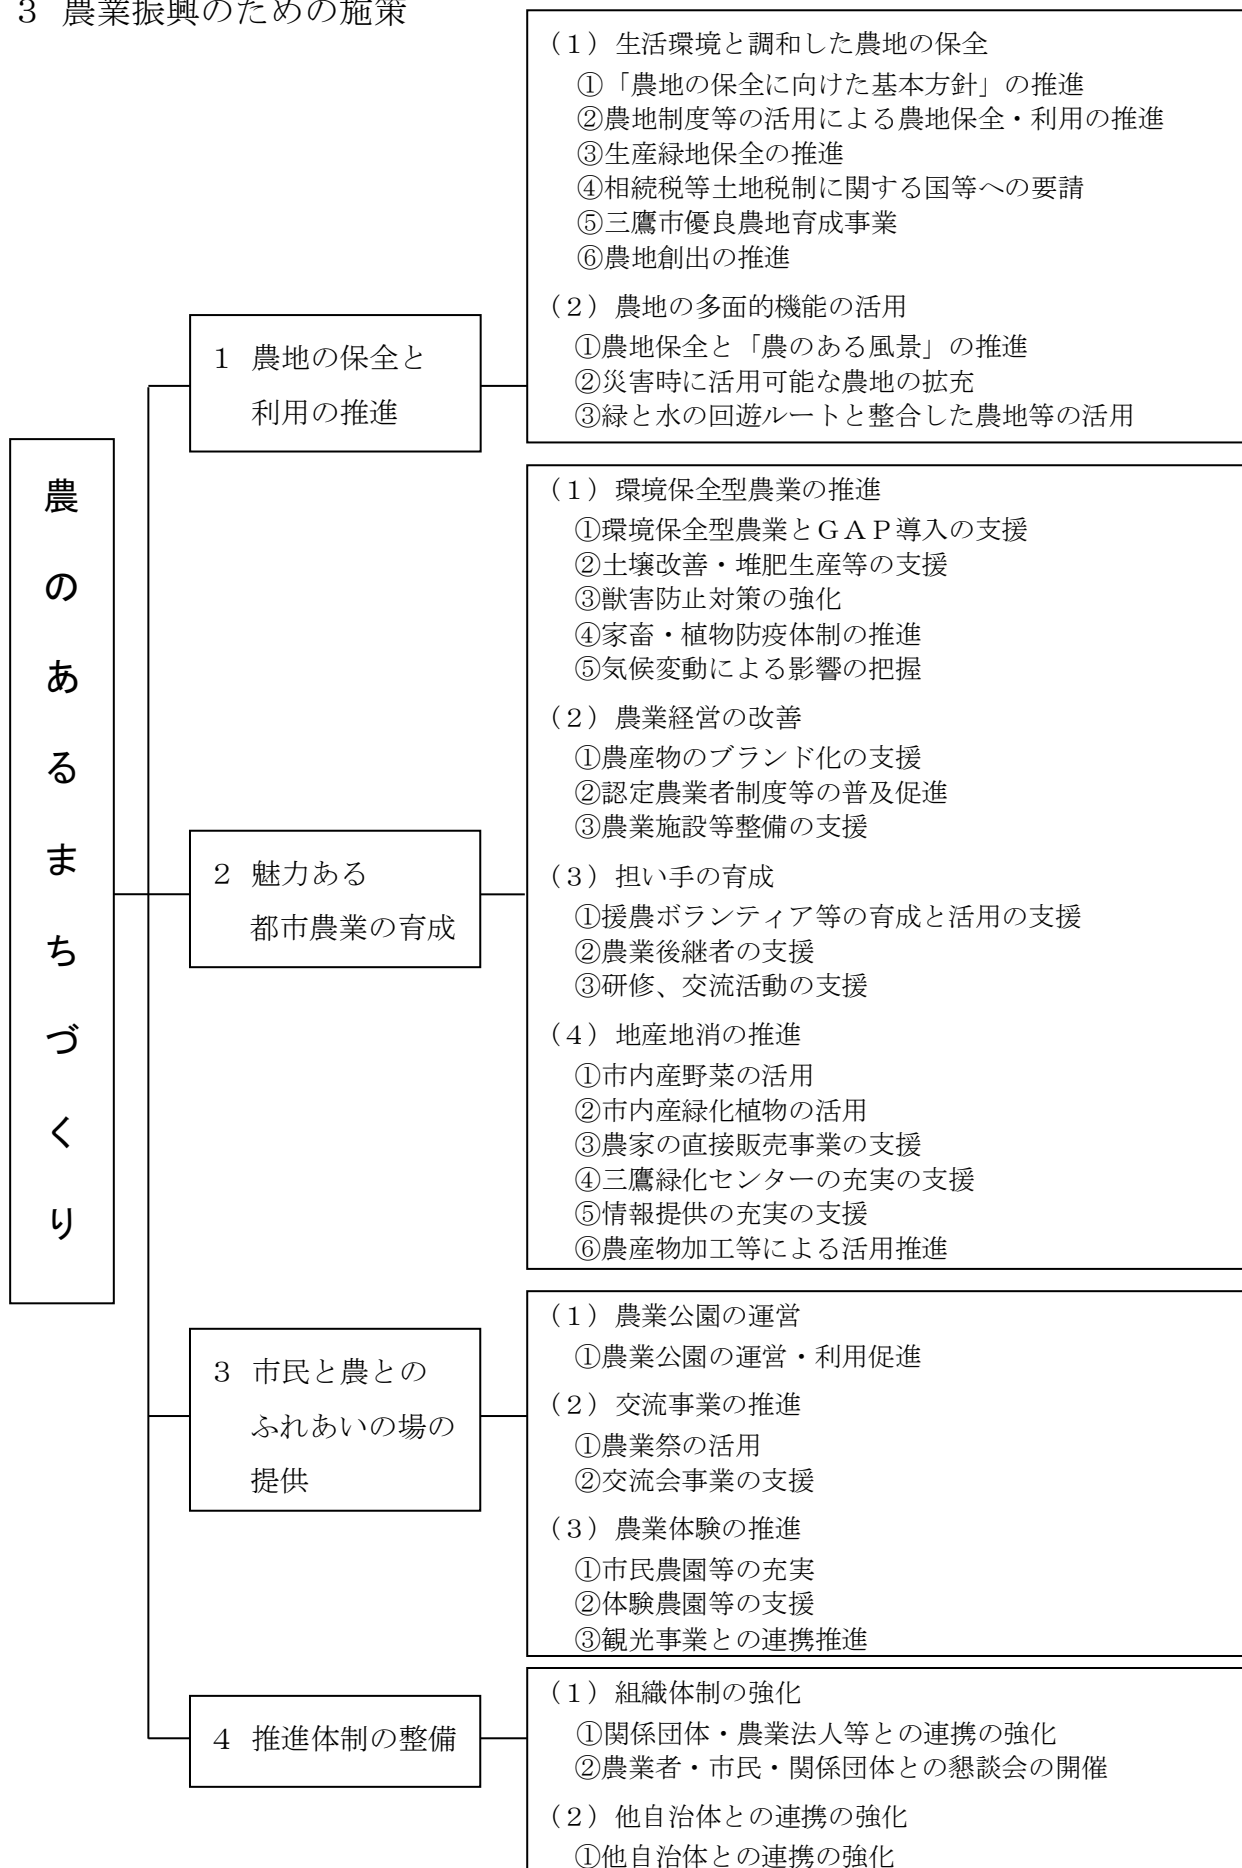 ３ 農業振興のための施策
農のあるまちづくり
１ 農地の保全と
利用の推進
（１）生活環境と調和した農地の保全
①「農地の保全に向けた基本方針」の推進
②農地制度等の活用による農地保全・利用の推進
③生産緑地保全の推進
④相続税等土地税制に関する国等への要請
⑤三鷹市優良農地育成事業
⑥農地創出の推進
（２）農地の多面的機能の活用
①農地保全と「農のある風景」の推進
②災害時に活用可能な農地の拡充
③緑と水の回遊ルートと整合した農地等の活用
２ 魅力ある
都市農業の育成
（１）環境保全型農業の推進
①環境保全型農業とＧＡＰ導入の支援
②土壌改善・堆肥生産等の支援
③獣害防止対策の強化
④家畜・植物防疫体制の推進
⑤気候変動による影響の把握
（２）農業経営の改善
①農産物のブランド化の支援
②認定農業者制度等の普及促進
③農業施設等整備の支援
（３）担い手の育成
①援農ボランティア等の育成と活用の支援
②農業後継者の支援
③研修、交流活動の支援
（４）地産地消の推進
①市内産野菜の活用
②市内産緑化植物の活用
③農家の直接販売事業の支援
④三鷹緑化センターの充実の支援
⑤情報提供の充実の支援
⑥農産物加工等による活用推進
３ 市民と農との
ふれあいの場の
提供
（１）農業公園の運営
①農業公園の運営・利用促進
（２）交流事業の推進
①農業祭の活用
②交流会事業の支援
（３）農業体験の推進
①市民農園等の充実
②体験農園等の支援
③観光事業との連携推進
４ 推進体制の整備
（１）組織体制の強化
①関係団体・農業法人等との連携の強化
②農業者・市民・関係団体との懇談会の開催
（２）他自治体との連携の強化
①他自治体との連携の強化